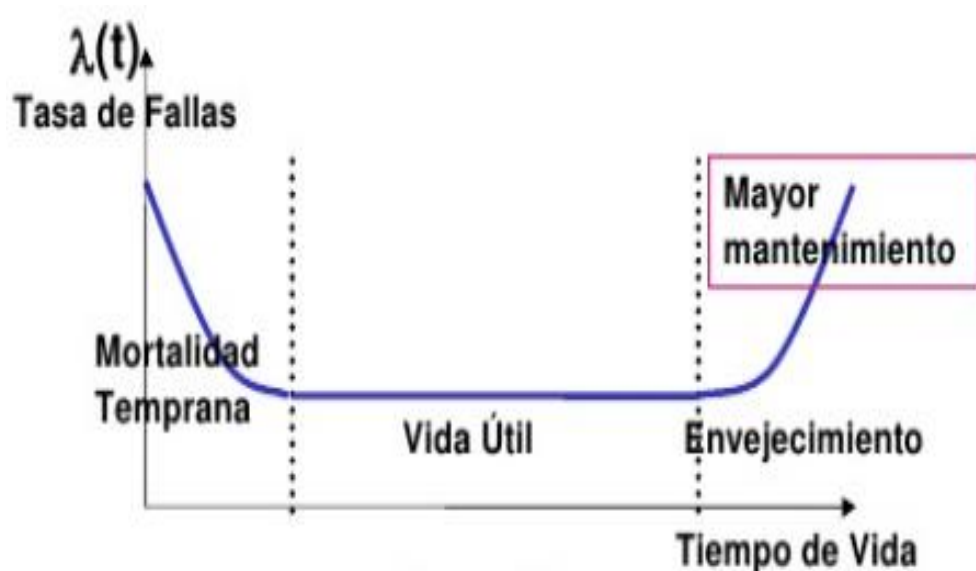 λ(t)
Tasa de Fallas
Mayor
mantenimiento
Mortalidad
Temprana
Vida Útil
Envejecimiento
Tiempo de Vida